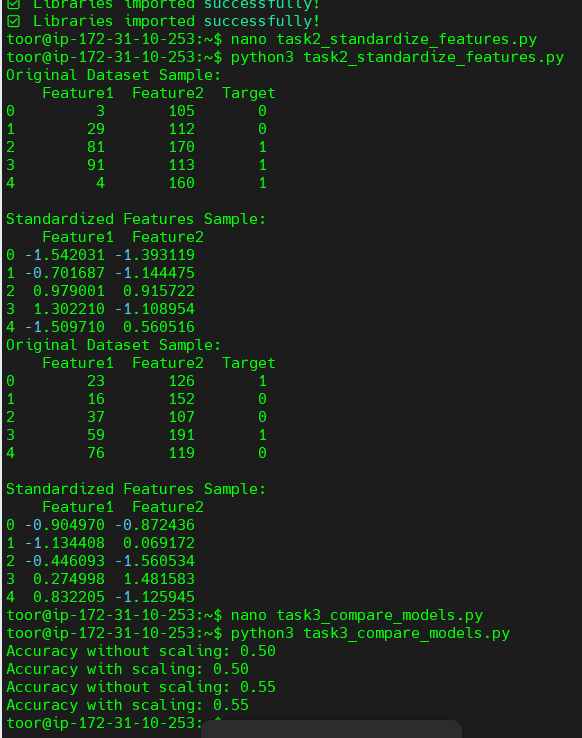 ☑ Libraries imported successfully!
☑ Libraries imported successfully!
toor@ip-172-31-10-253:~$ nano task2_standardize_features.py
toor@ip-172-31-10-253:~$ python3 task2_standardize_features.py
Original Dataset Sample:
    Feature1  Feature2  Target
0         3       105       0
1        29       112       0
2        81       170       1
3        91       113       1
4         4       160       1

Standardized Features Sample:
    Feature1  Feature2
0 -1.542031 -1.393119
1 -0.701687 -1.144475
2  0.979001  0.915722
3  1.302210 -1.108954
4 -1.509710  0.560516
Original Dataset Sample:
    Feature1  Feature2  Target
0        23       126       1
1        16       152       0
2        37       107       0
3        59       191       1
4        76       119       0

Standardized Features Sample:
    Feature1  Feature2
0 -0.904970 -0.872436
1 -1.134408  0.069172
2 -0.446093 -1.560534
3  0.274998  1.481583
4  0.832205 -1.125945
toor@ip-172-31-10-253:~$ nano task3_compare_models.py
toor@ip-172-31-10-253:~$ python3 task3_compare_models.py
Accuracy without scaling: 0.50
Accuracy with scaling: 0.50
Accuracy without scaling: 0.55
Accuracy with scaling: 0.55
toor@ip-172-31-10-253: